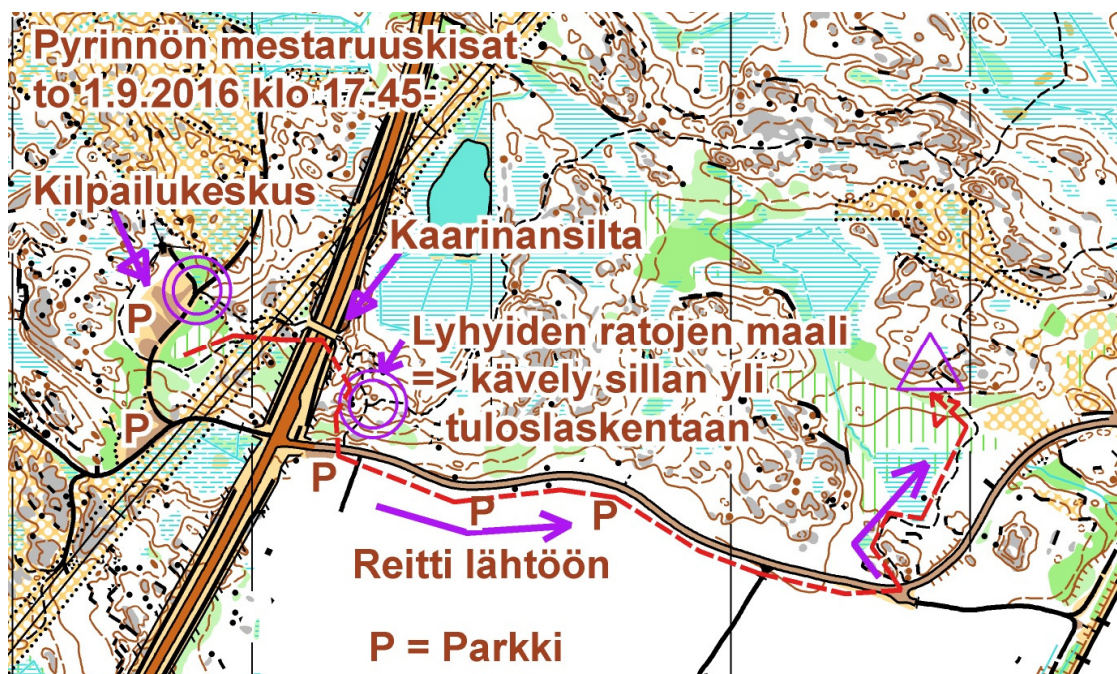 Pyrinnön mestaruuskisat
to 1.9.2016 klo 17.45-
Kilpailukeskus
Kaarinansilta
P
Lyhyiden ratojen maali
=> kävely sillan yli
tuloslaskentaan
P
P
P
P
Reitti lähtöön
P = Parkki